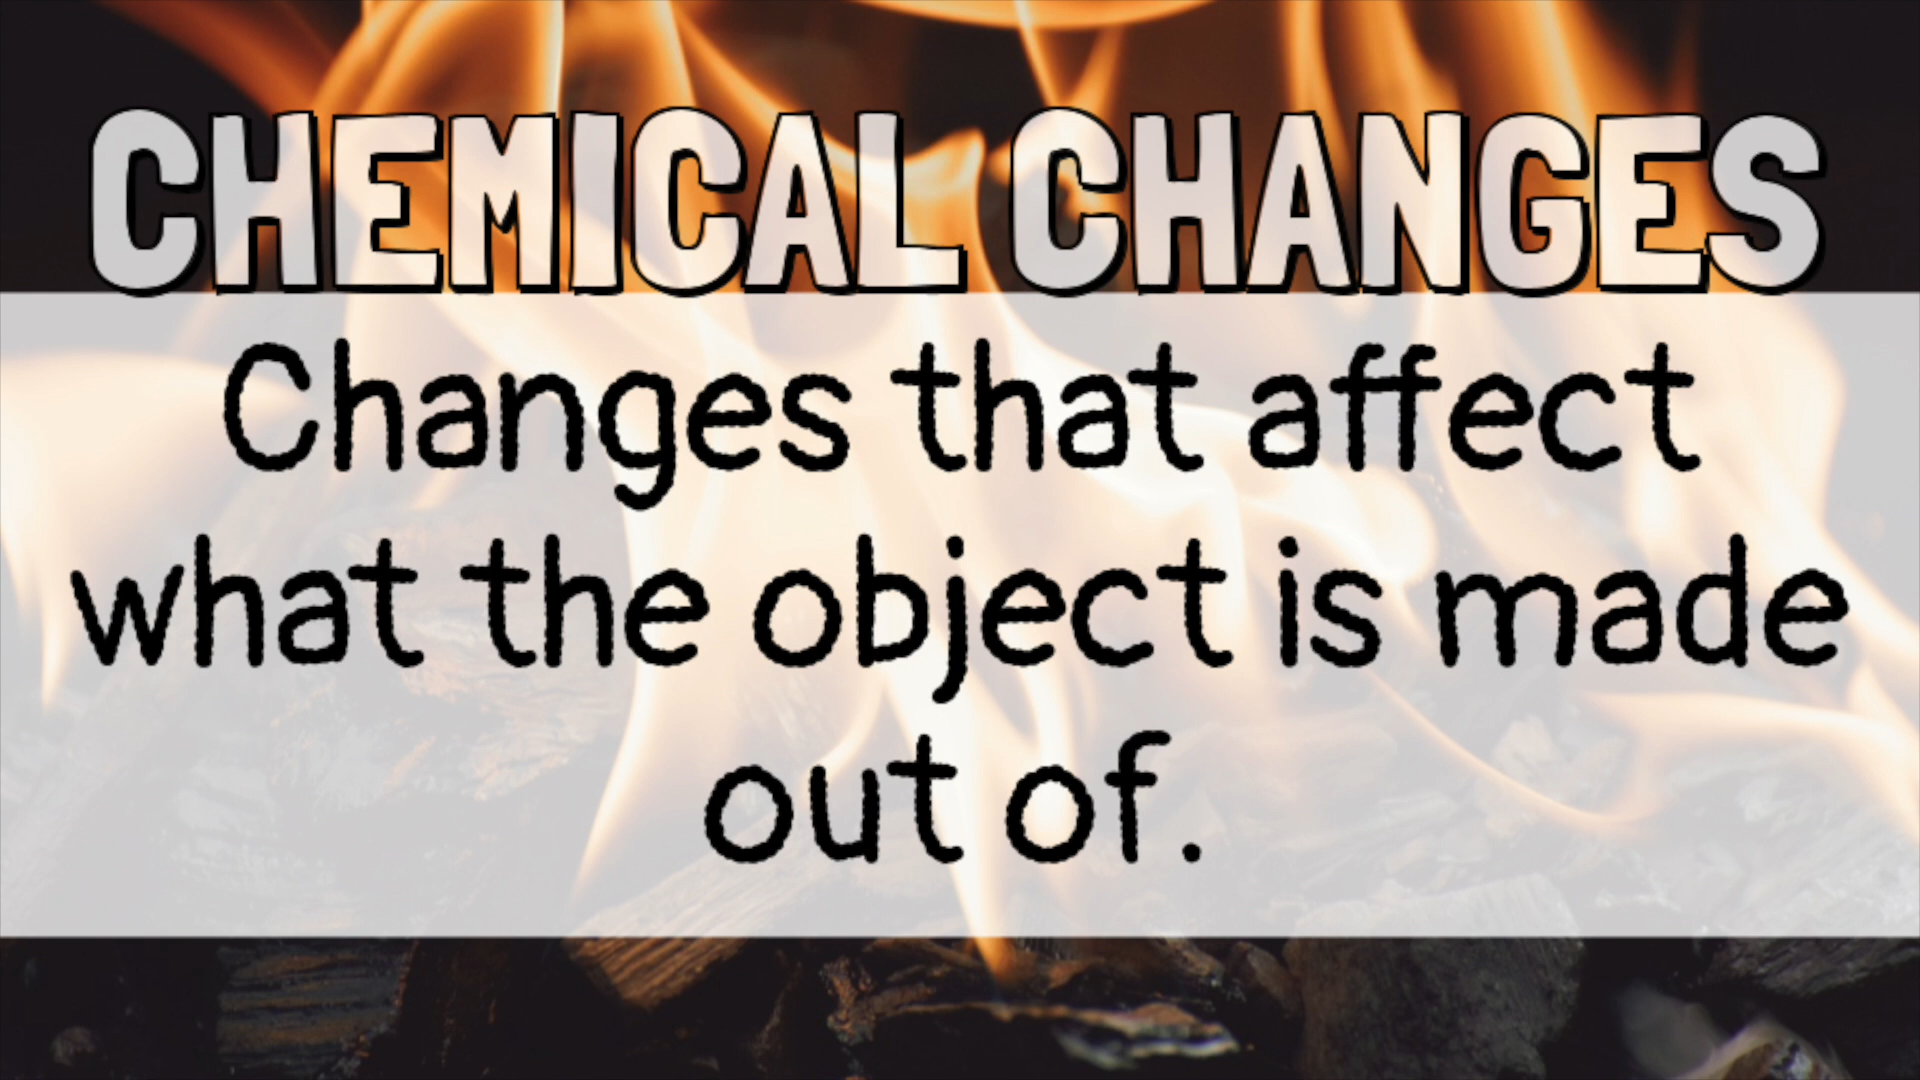 CHEMICAL CHANGES
Changes that affect
what the object is made
out of.